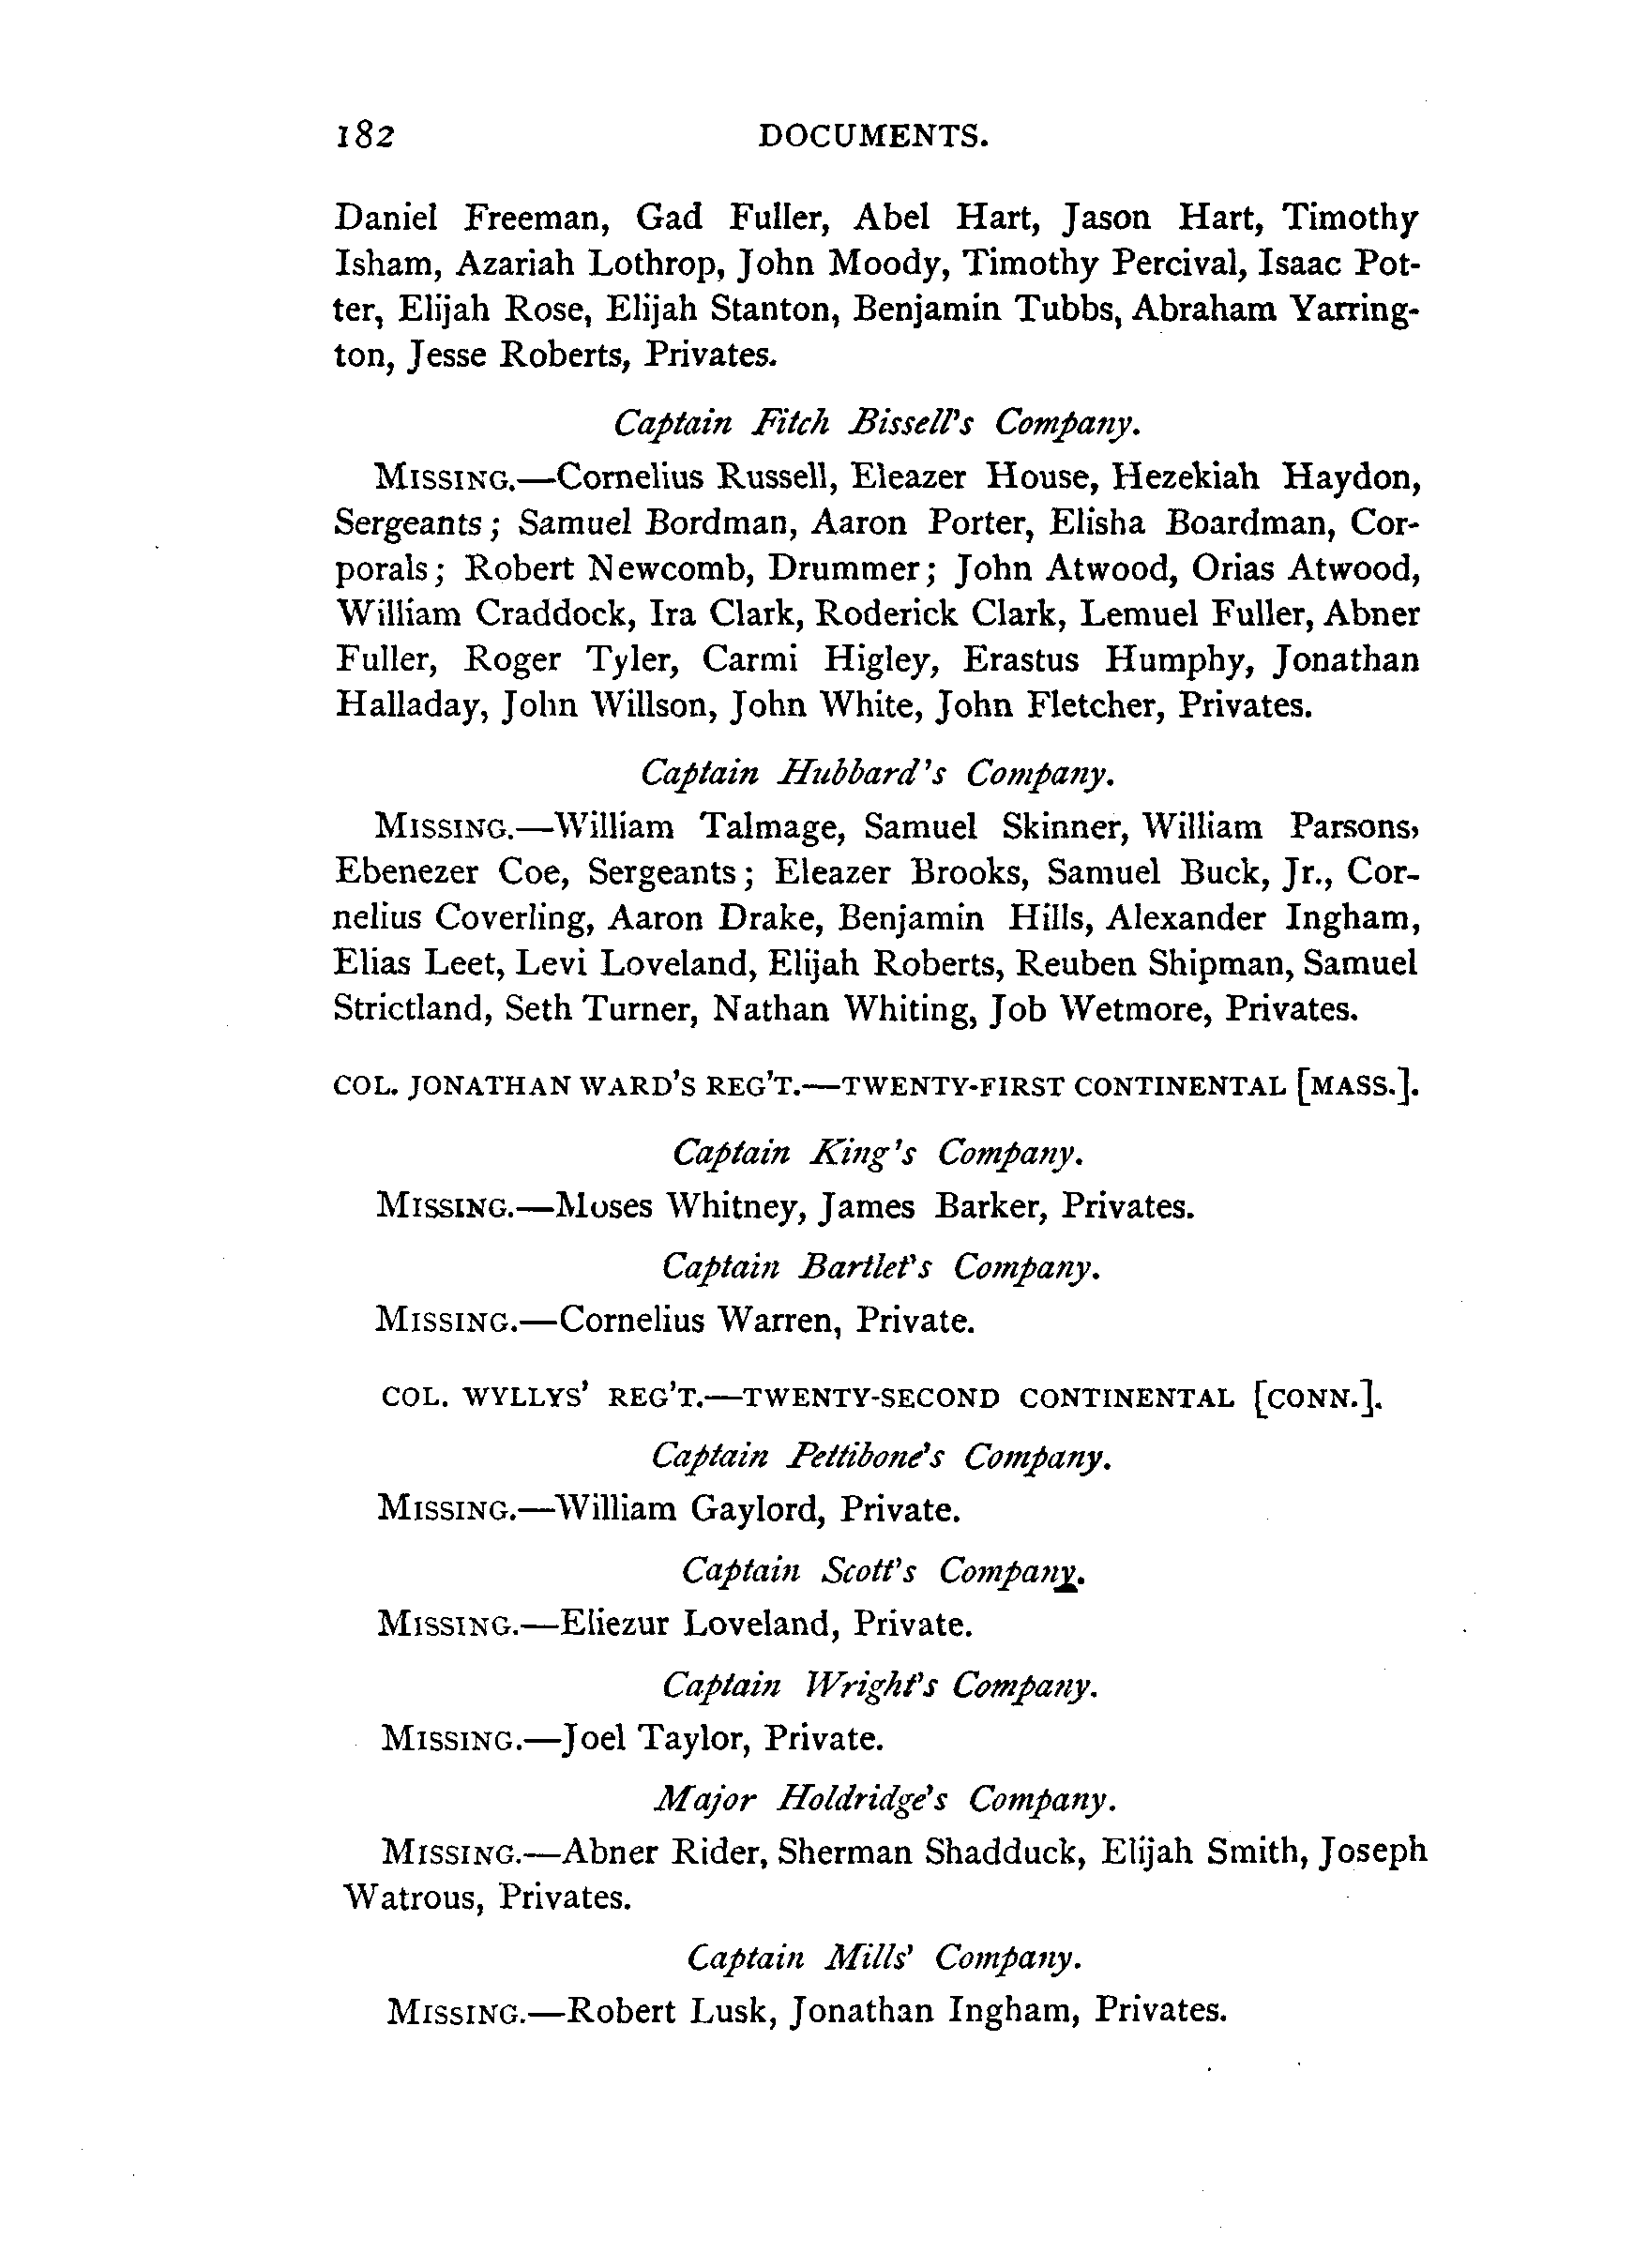 182 DOCUMENTS.
Daniel Freeman, Gad Fuller, Abel Hart, Jason Hart, Timothy
Isham, Azariah Lothrop, John Moody, Timothy Percival, Isaac Pot-
ter, Elijah Rose, Elijah Stanton, Benjamin Tubbs, Abraham Yarring-
ton, Jesse Roberts, Privates.
Captain Fitch Bissell's Company.
MISSING.—Cornelius Russell, Eleazer House, Hezekiah Haydon,
Sergeants; Samuel Bordman, Aaron Porter, Elisha Boardman, Cor-
porals; Robert Newcomb, Drummer; John Atwood, Orias Atwood,
William Craddock, Ira Clark, Roderick Clark, Lemuel Fuller, Abner
Fuller, Roger Tyler, Carmi Higley, Erastus Humphy, Jonathan
Halladay, John Willson, John White, John Fletcher, Privates.
Captain Hubbard's Company.
MISSING.—William Talmage, Samuel Skinner, William Parsons,
Ebenezer Coe, Sergeants; Eleazer Brooks, Samuel Buck, Jr., Cor-
nelius Coverling, Aaron Drake, Benjamin Hills, Alexander Ingham,
Elias Leet, Levi Loveland, Elijah Roberts, Reuben Shipman, Samuel
Strictland, Seth Turner, Nathan Whiting, Job Wetmore, Privates.
COL. JONATHAN WARD'S REG'T.—TWENTY-FIRST CONTINENTAL [MASS.].
Captain King's Company.
MISSING.—Moses Whitney, James Barker, Privates.
Captain Bartlet's Company.
MISSING.—Cornelius Warren, Private.
COL. WYLLYS' REG'T.—TWENTY-SECOND CONTINENTAL [CONN.].
Captain Pettibone's Company.
MISSING.—William Gaylord, Private.
Captain Scott's Company.
MISSING.—Eliezur Loveland, Private.
Captain Wright's Company.
MISSING.—Joel Taylor, Private.
Major Holdridge's Company.
MISSING.—Abner Rider, Sherman Shadduck, Elijah Smith, Joseph
Watrous, Privates.
Captain Mills' Company.
MISSING.—Robert Lusk, Jonathan Ingham, Privates.